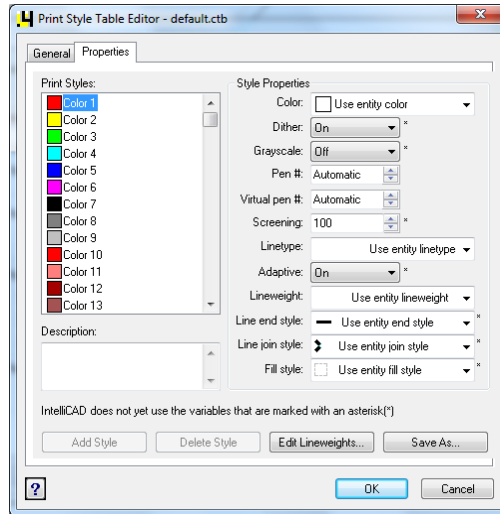 Print Style Table Editor - default.ctb
General
Properties
Print Styles:
Color 1
Color 2
Color 3
Color 4
Color 5
Color 6
Color 7
Color 8
Color 9
Color 10
Color 11
Color 12
Color 13
Description:
Style Properties
Color: Use entity color
Dither: On *
Grayscale: Off *
Pen #: Automatic
Virtual pen #: Automatic
Screening: 100 *
Linetype: Use entity linetype
Adaptive: On *
Lineweight: Use entity lineweight
Line end style: Use entity end style *
Line join style: Use entity join style *
Fill style: Use entity fill style *
IntelliCAD does not yet use the variables that are marked with an asterisk(*)
Add Style
Delete Style
Edit Lineweights...
Save As...
?
OK
Cancel